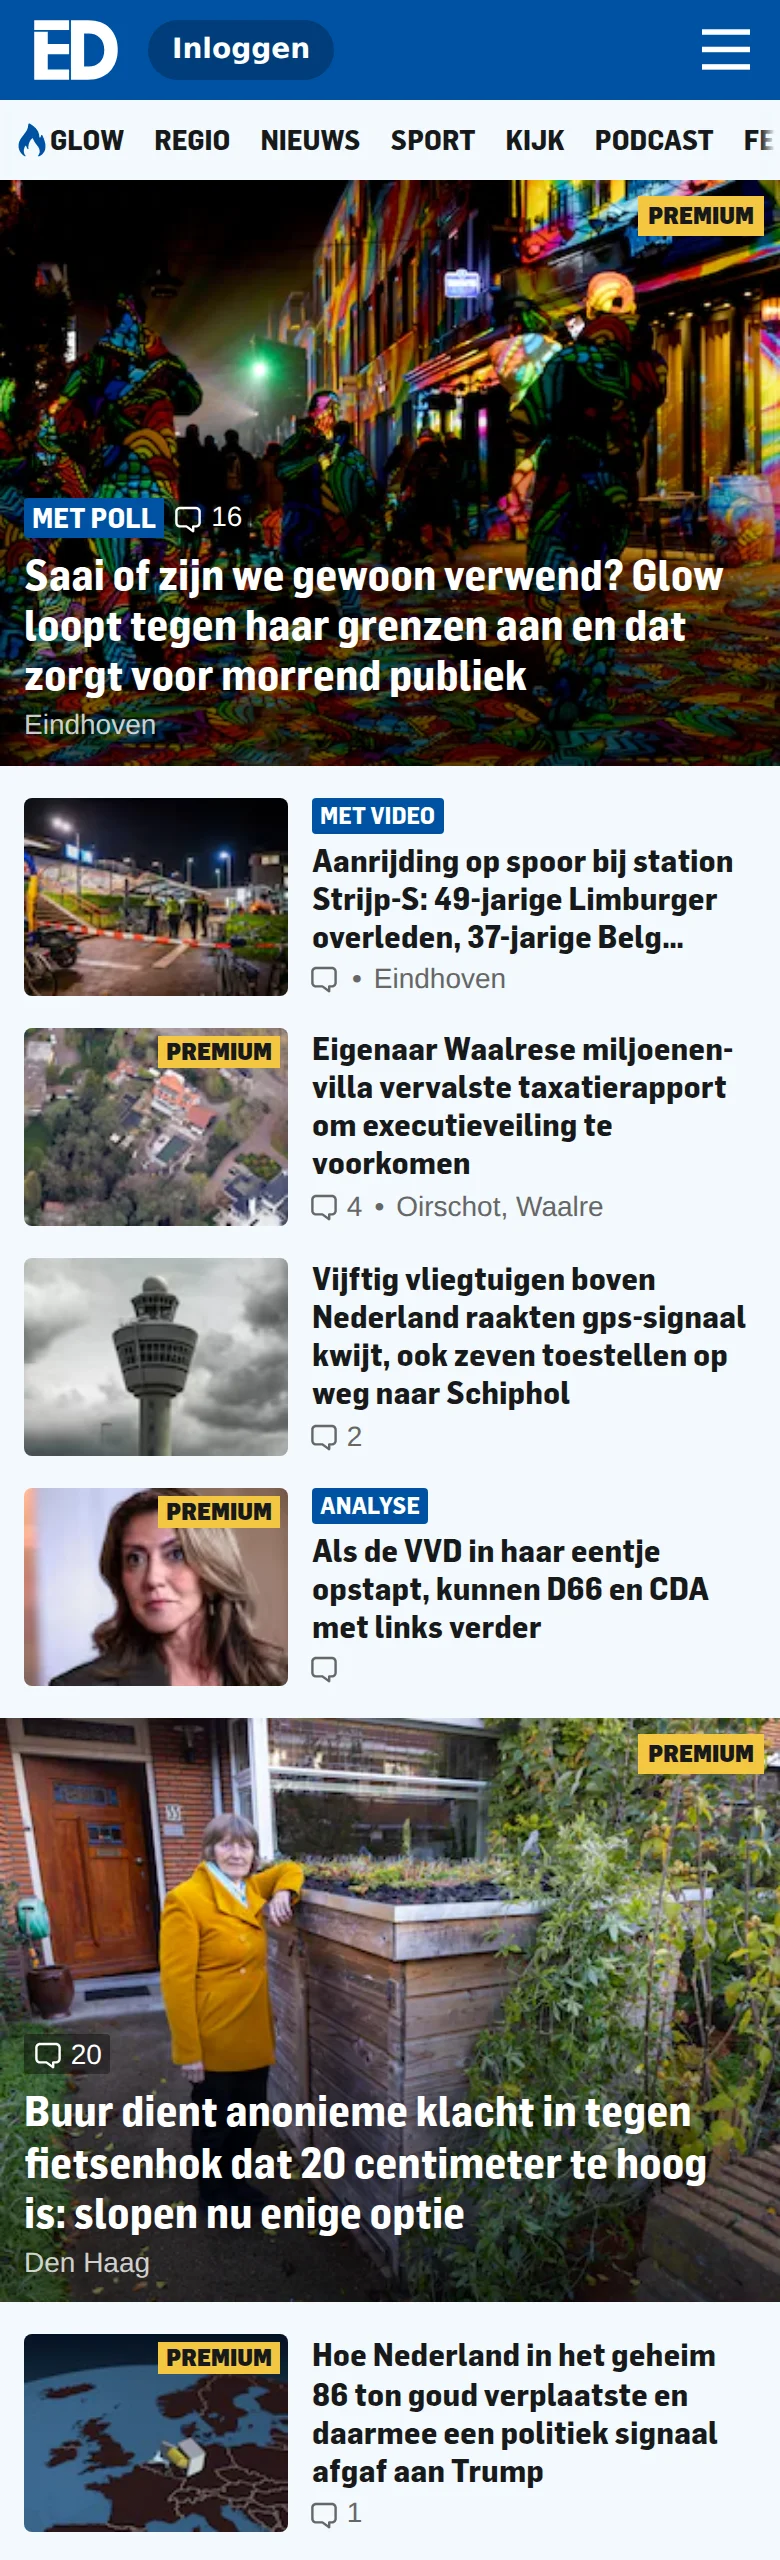 ED
Inloggen
GLOW REGIO NIEUWS SPORT KIJK PODCAST FE
PREMIUM
MET POLL 16
Saai of zijn we gewoon verwend? Glow
loopt tegen haar grenzen aan en dat
zorgt voor morrend publiek
Eindhoven
MET VIDEO
Aanrijding op spoor bij station
Strijp-S: 49-jarige Limburger
overleden, 37-jarige Belg...
• Eindhoven
PREMIUM
Eigenaar Waalrese miljoenen-
villa vervalste taxatierapport
om executieveiling te
voorkomen
4 • Oirschot, Waalre
Vijftig vliegtuigen boven
Nederland raakten gps-signaal
kwijt, ook zeven toestellen op
weg naar Schiphol
2
PREMIUM
ANALYSE
Als de VVD in haar eentje
opstapt, kunnen D66 en CDA
met links verder
PREMIUM
20
Buur dient anonieme klacht in tegen
fietsenhok dat 20 centimeter te hoog
is: slopen nu enige optie
Den Haag
PREMIUM
Hoe Nederland in het geheim
86 ton goud verplaatste en
daarmee een politiek signaal
afgaf aan Trump
1